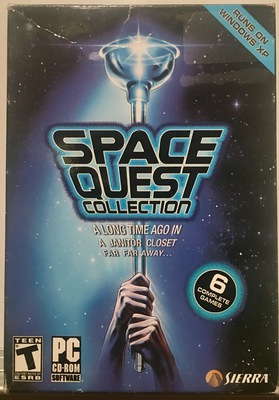 RUNS ON
WINDOWS XP
SPACE
QUEST
COLLECTION
A LONG TIME AGO IN
A JANITOR CLOSET
FAR FAR AWAY...
6
COMPLETE
GAMES
TEEN
T
ESRB
PC
CD-ROM
SOFTWARE
SIERRA